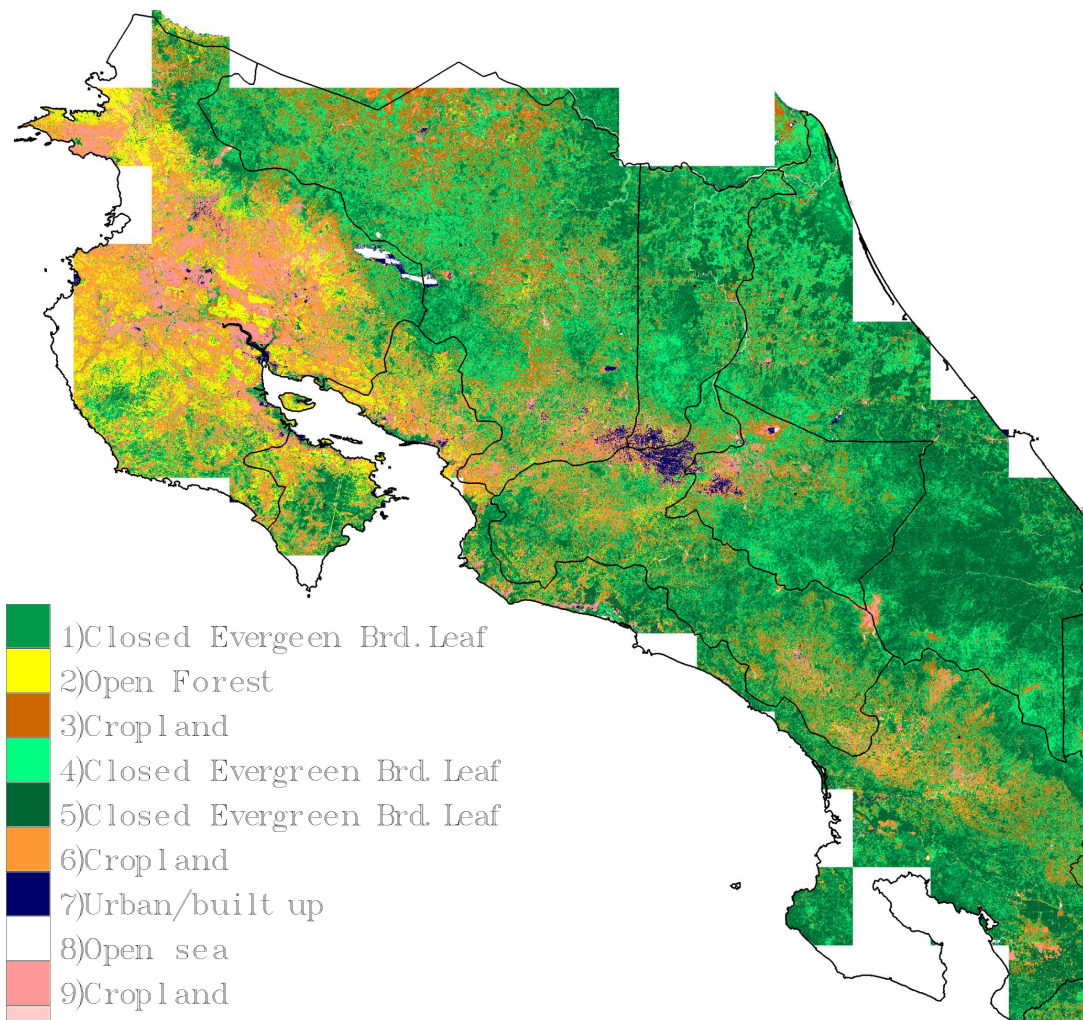 1)Closed Evergeen Brd.Leaf
2)Open Forest
3)Cropland
4)Closed Evergreen Brd.Leaf
5)Closed Evergreen Brd.Leaf
6)Cropland
7)Urban/built up
8)Open sea
9)Cropland